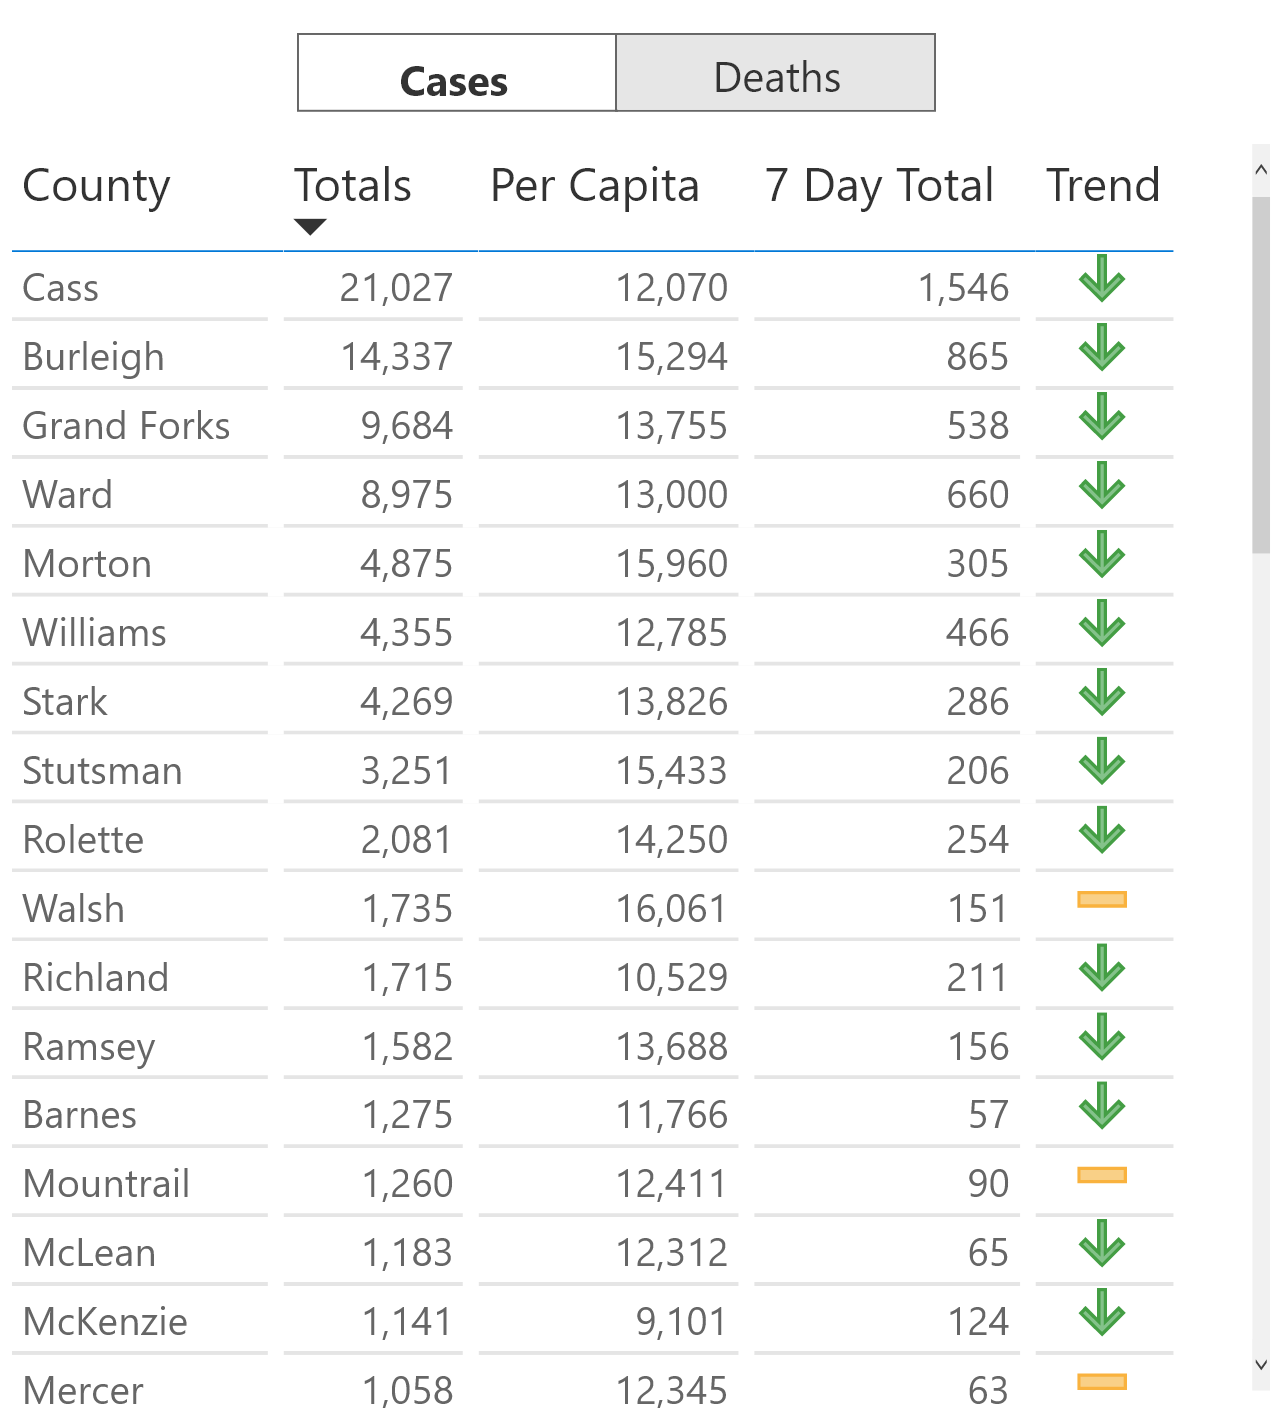 Cases Deaths
County Totals Per Capita 7 Day Total Trend
Cass 21,027 12,070 1,546
Burleigh 14,337 15,294 865
Grand Forks 9,684 13,755 538
Ward 8,975 13,000 660
Morton 4,875 15,960 305
Williams 4,355 12,785 466
Stark 4,269 13,826 286
Stutsman 3,251 15,433 206
Rolette 2,081 14,250 254
Walsh 1,735 16,061 151
Richland 1,715 10,529 211
Ramsey 1,582 13,688 156
Barnes 1,275 11,766 57
Mountrail 1,260 12,411 90
McLean 1,183 12,312 65
McKenzie 1,141 9,101 124
Mercer 1,058 12,345 63